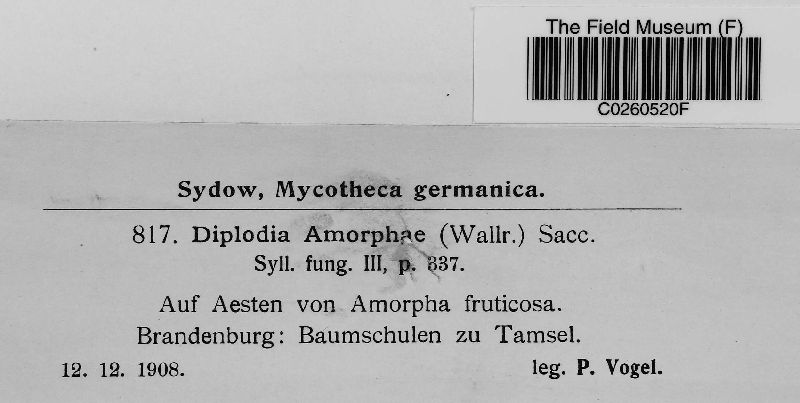 The Field Museum (F)
C0260520F
Sydow, Mycotheca germanica.
817. Diplodia Amorphae (Wallr.) Sacc.
Syll. fung. III, p. 337.
Auf Aesten von Amorpha fruticosa.
Brandenburg: Baumschulen zu Tamsel.
12. 12. 1908. leg. P. Vogel.